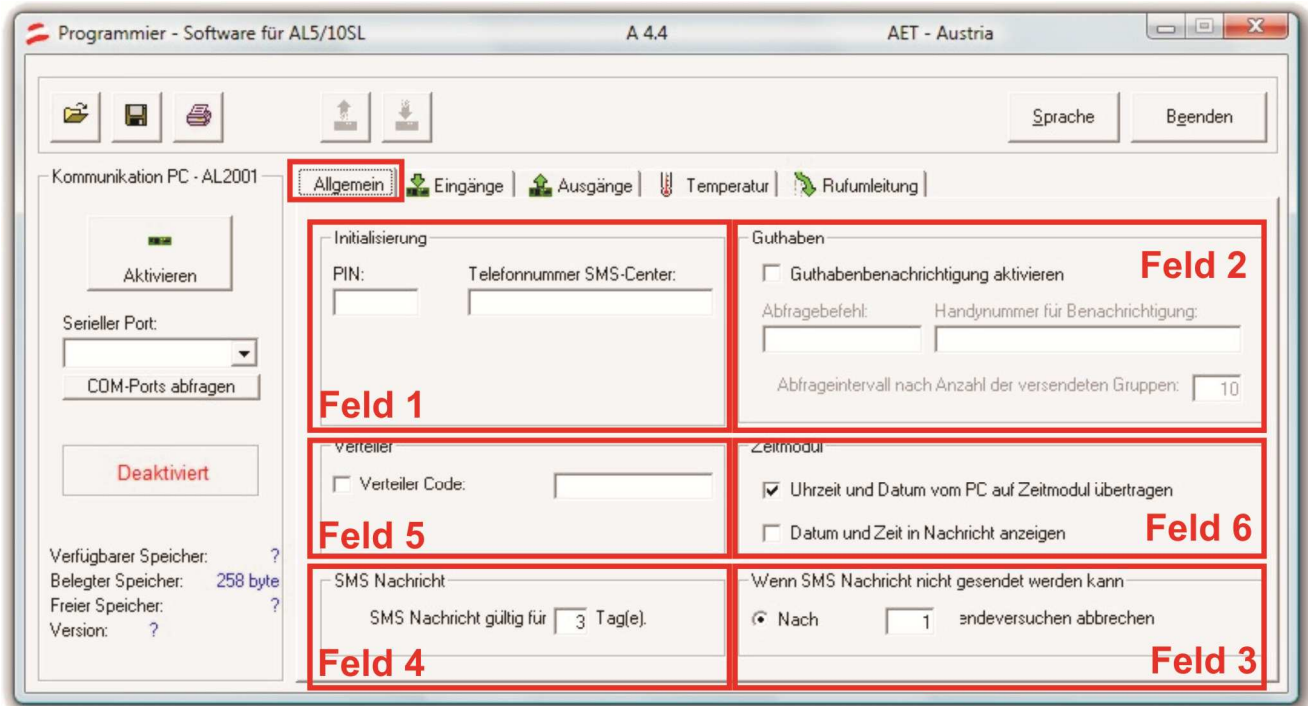 Programmier - Software für AL5/10SL A 4.4 AET - Austria
Sprache Beenden
Kommunikation PC - AL2001
Aktivieren
Serieller Port:
COM-Ports abfragen
Deaktiviert
Verfügbarer Speicher: ?
Belegter Speicher: 258 byte
Freier Speicher: ?
Version: ?
Allgemein Eingänge Ausgänge Temperatur Rufumleitung
Initialisierung
PIN: Telefonnummer SMS-Center:
Feld 1
Guthaben
Feld 2
Guthabenbenachrichtigung aktivieren
Abfragebefehl: Handynummer für Benachrichtigung:
Abfrageintervall nach Anzahl der versendeten Gruppen: 10
Verteiler
Verteiler Code:
Feld 5
Zeitmodul
Uhrzeit und Datum vom PC auf Zeitmodul übertragen
Datum und Zeit in Nachricht anzeigen
Feld 6
SMS Nachricht
SMS Nachricht gültig für 3 Tag(e).
Feld 4
Wenn SMS Nachricht nicht gesendet werden kann
Nach 1 endeversuchen abbrechen
Feld 3